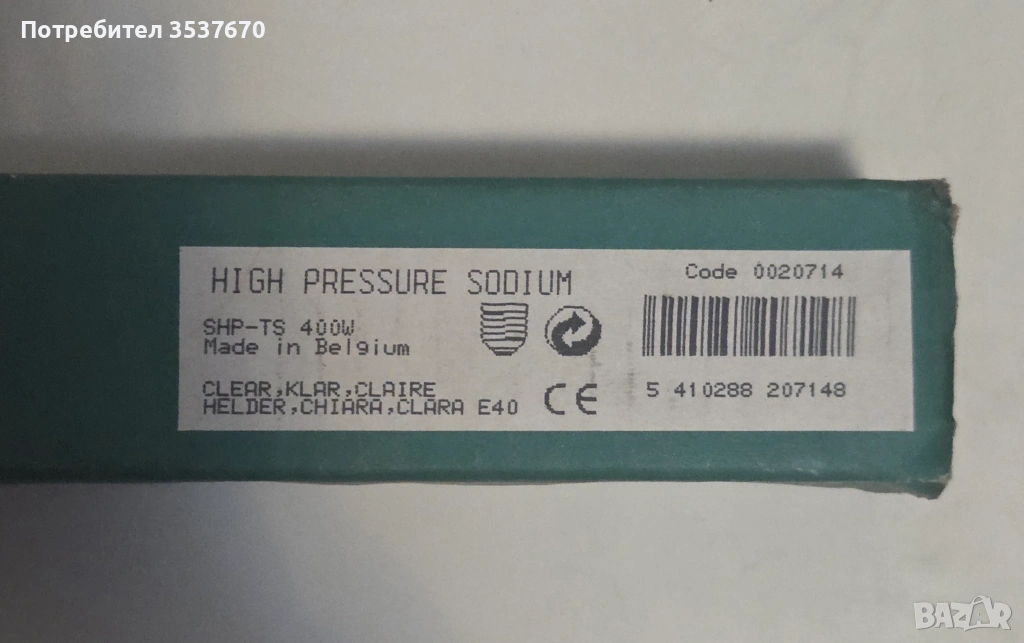 Потребител 3537670
HIGH PRESSURE SODIUM
Code 0020714
SHP-TS 400W
Made in Belgium
CLEAR,KLAR,CLAIRE
HELDER,CHIARA,CLARA E40
CE
5 410288 207148
BAZAR